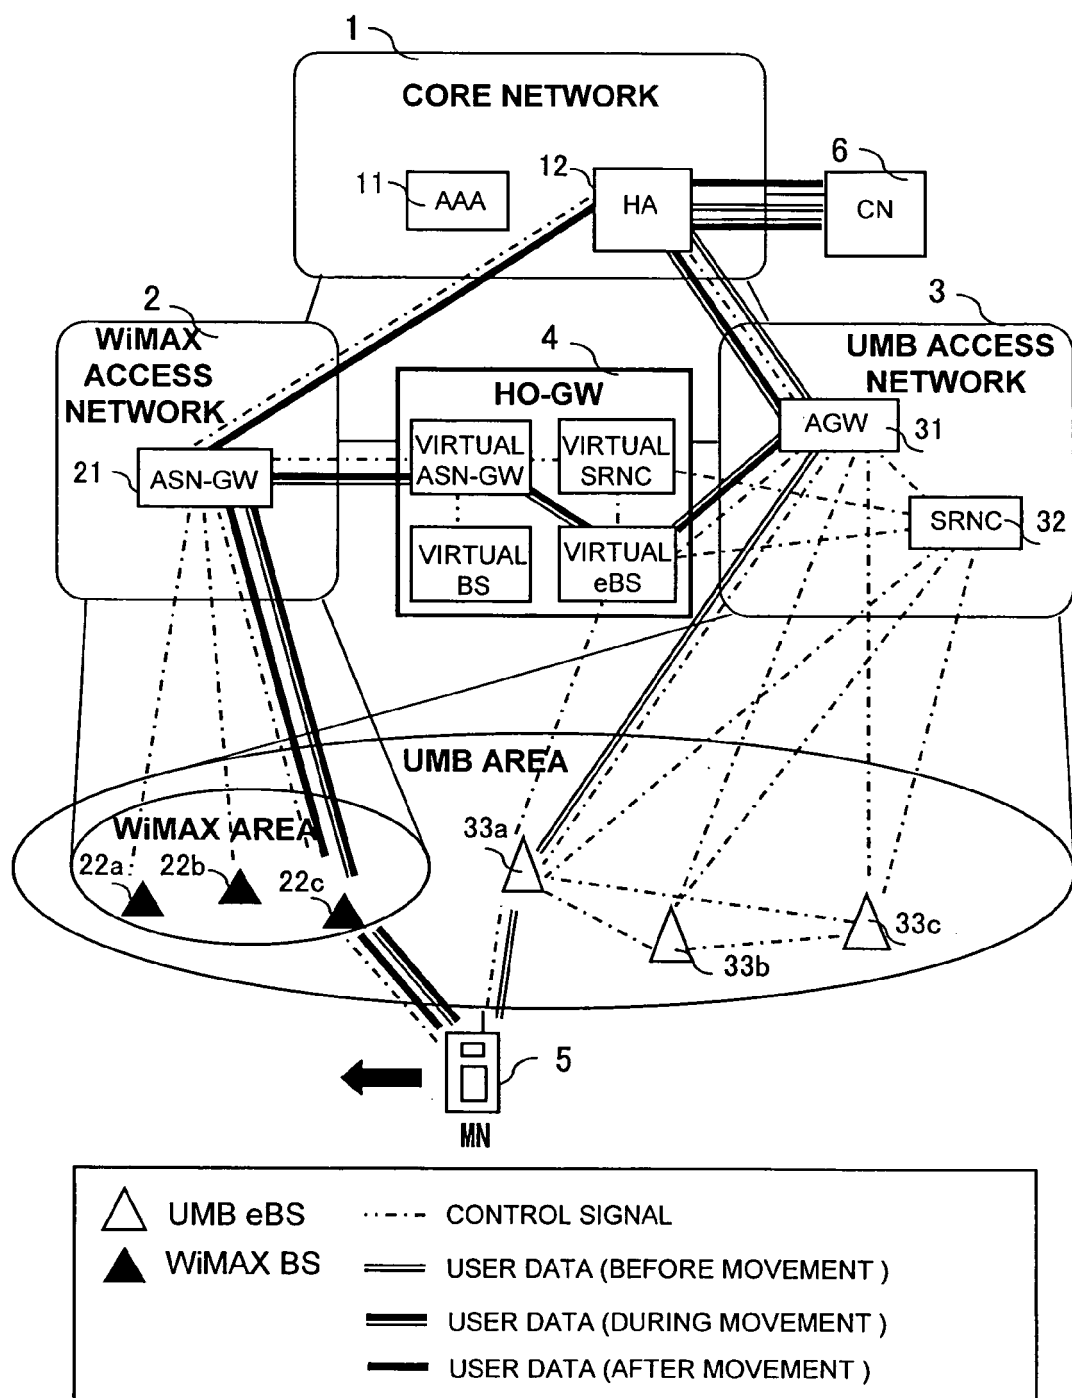 1
CORE NETWORK
11
AAA
12
HA
6
CN
2
WiMAX
ACCESS
NETWORK
21
ASN-GW
4
HO-GW
VIRTUAL
ASN-GW
VIRTUAL
SRNC
VIRTUAL
BS
VIRTUAL
eBS
3
UMB ACCESS
NETWORK
AGW
31
SRNC
32
UMB AREA
WiMAX AREA
22a
22b
22c
33a
33b
33c
5
MN
UMB eBS
WiMAX BS
CONTROL SIGNAL
USER DATA (BEFORE MOVEMENT )
USER DATA (DURING MOVEMENT )
USER DATA (AFTER MOVEMENT )